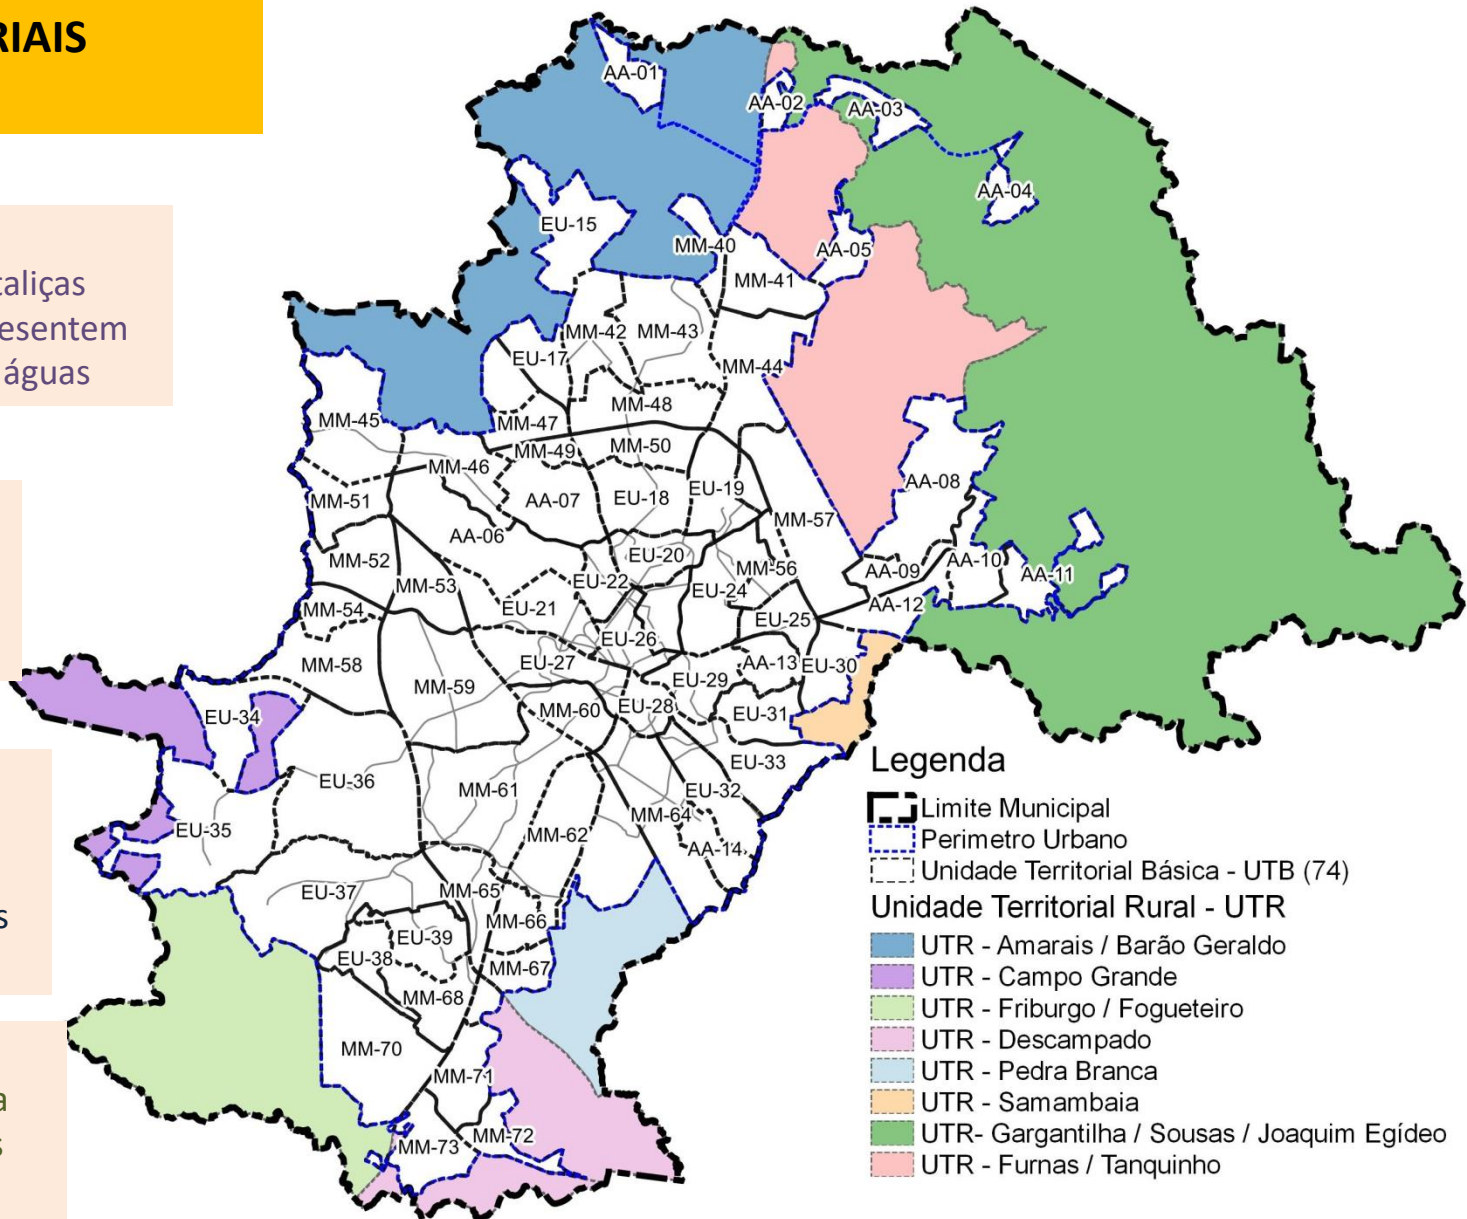 RIAIS
AA-01
AA-02
AA-03
AA-04
EU-15
MM-40
AA-05
MM-41
taliças
esentem
águas
MM-42
MM-43
EU-17
MM-44
MM-48
MM-45
MM-47
MM-49
MM-50
MM-46
AA-08
EU-18
EU-19
AA-07
MM-51
MM-57
AA-06
EU-20
MM-52
AA-10
MM-56
AA-09
AA-11
EU-22
MM-53
EU-24
AA-12
MM-54
EU-21
EU-25
EU-26
MM-58
EU-27
AA-13
EU-30
EU-29
MM-59
EU-28
MM-60
EU-31
EU-34
EU-33
EU-36
MM-61
EU-32
MM-64
EU-35
MM-62
AA-14
EU-37
MM-65
MM-66
s
EU-39
EU-38
MM-67
MM-68
MM-70
MM-71
a
s
MM-72
MM-73
Legenda
Limite Municipal
Perimetro Urbano
Unidade Territorial Básica - UTB (74)
Unidade Territorial Rural - UTR
UTR - Amarais / Barão Geraldo
UTR - Campo Grande
UTR - Friburgo / Fogueteiro
UTR - Descampado
UTR - Pedra Branca
UTR - Samambaia
UTR- Gargantilha / Sousas / Joaquim Egídeo
UTR - Furnas / Tanquinho